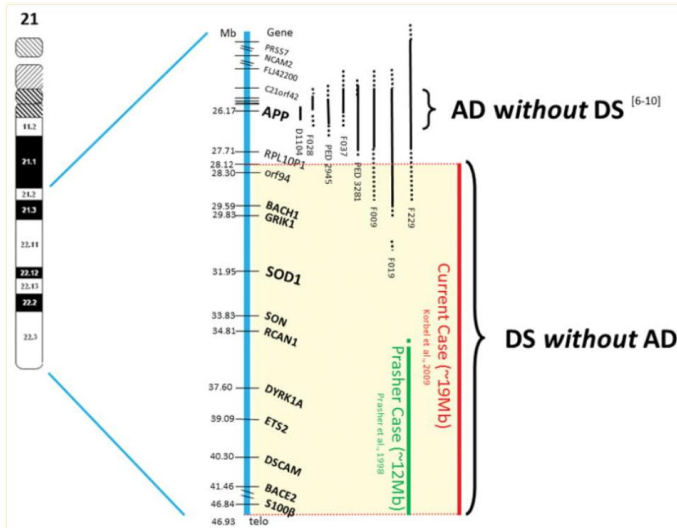 21
11.2
21.1
21.2
21.3
22.11
22.12
22.13
22.2
22.3
Mb Gene
PRSS7
NCAM2
FLJ42200
C21orf42
26.17 APP
27.71 RPL10P1
28.12
28.30 orf94
29.59 BACH1
29.83 GRIK1
31.95 SOD1
33.83 SON
34.81 RCAN1
37.60 DYRK1A
39.09 ETS2
40.30 DSCAM
41.46 BACE2
46.84 S100β
46.93 telo
D1104
F028
PED 2945
F037
PED 3281
F009
F019
F229
AD without DS [6-10]
Current Case (~19Mb)
Korbel et al., 2009
Prasher Case (~12Mb)
Prasher et al., 1998
DS without AD